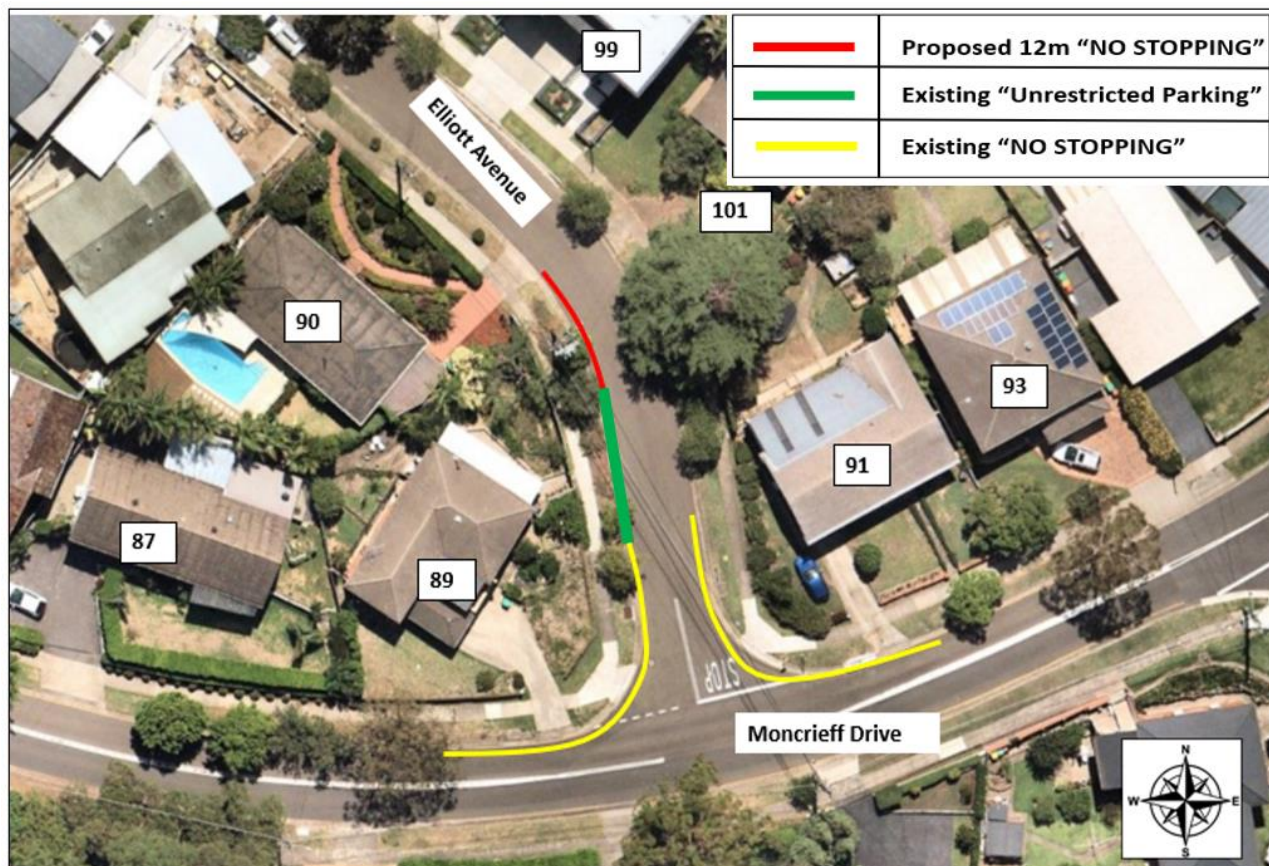 99
Proposed 12m “NO STOPPING”
Existing “Unrestricted Parking”
Existing “NO STOPPING”
Elliott Avenue
101
90
93
91
87
89
STOP
Moncrieff Drive
N
W
E
S